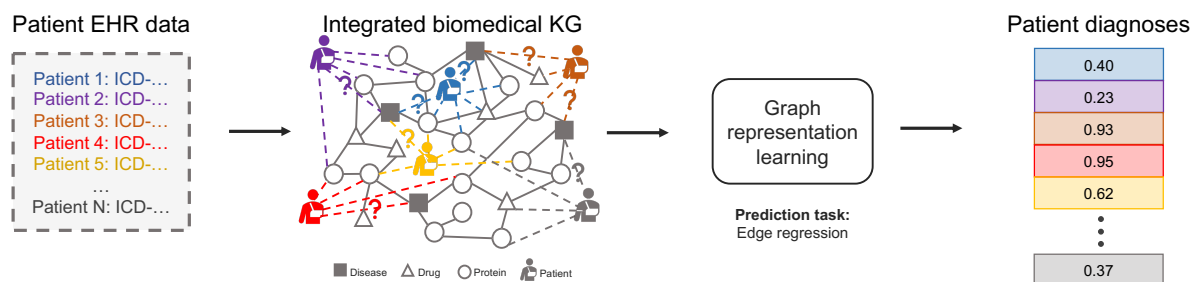 Patient EHR data
Integrated biomedical KG
Patient diagnoses
Patient 1: ICD-…
Patient 2: ICD-…
Patient 3: ICD-…
Patient 4: ICD-…
Patient 5: ICD-…
…
Patient N: ICD-…
?
?
?
?
?
?
?
?
?
Disease
Drug
Protein
Patient
Graph
representation
learning
Prediction task:
Edge regression
0.40
0.23
0.93
0.95
0.62
0.37